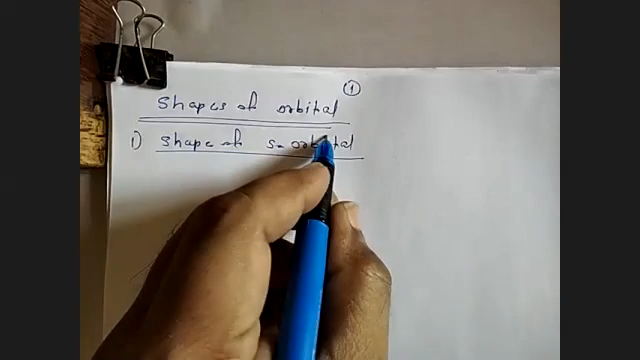 ①
Shapes of orbital
1) Shape of s-orbital